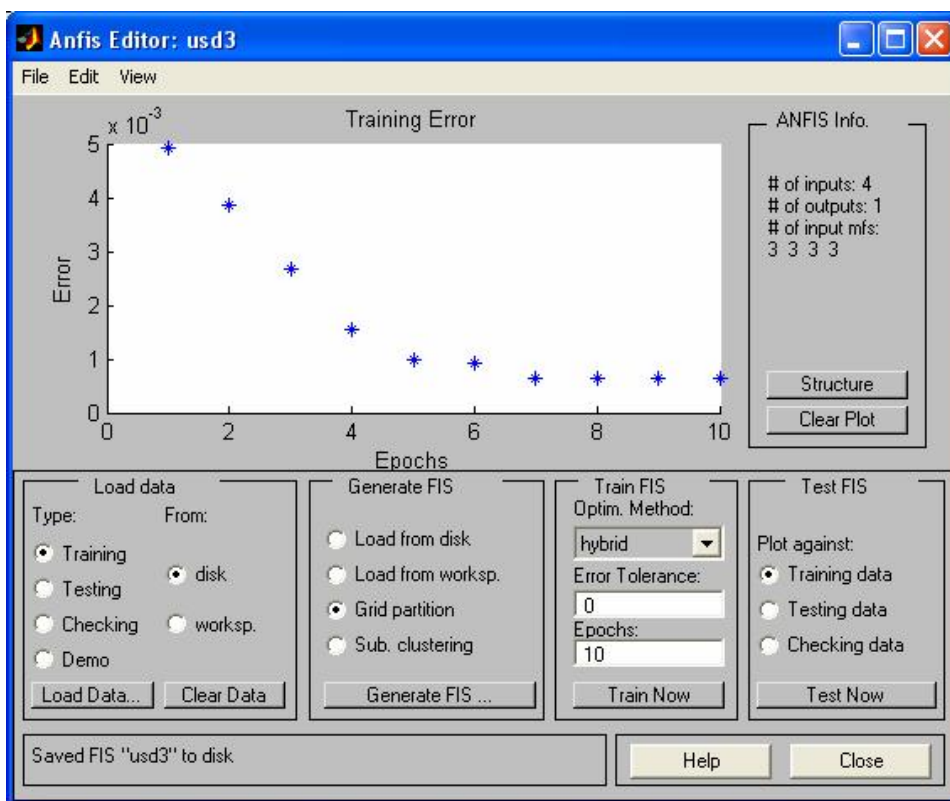 Anfis Editor: usd3
File Edit View
x 10^-3
Training Error
5
4
3
2
1
0
Error
0 2 4 6 8 10
Epochs
ANFIS Info.
# of inputs: 4
# of outputs: 1
# of input mfs:
3 3 3 3
Structure
Clear Plot
Load data
Type: From:
Training
Testing
Checking
Demo
disk
worksp.
Load Data... Clear Data
Generate FIS
Load from disk
Load from worksp.
Grid partition
Sub. clustering
Generate FIS ...
Train FIS
Optim. Method:
hybrid
Error Tolerance:
0
Epochs:
10
Train Now
Test FIS
Plot against:
Training data
Testing data
Checking data
Test Now
Saved FIS "usd3" to disk
Help Close